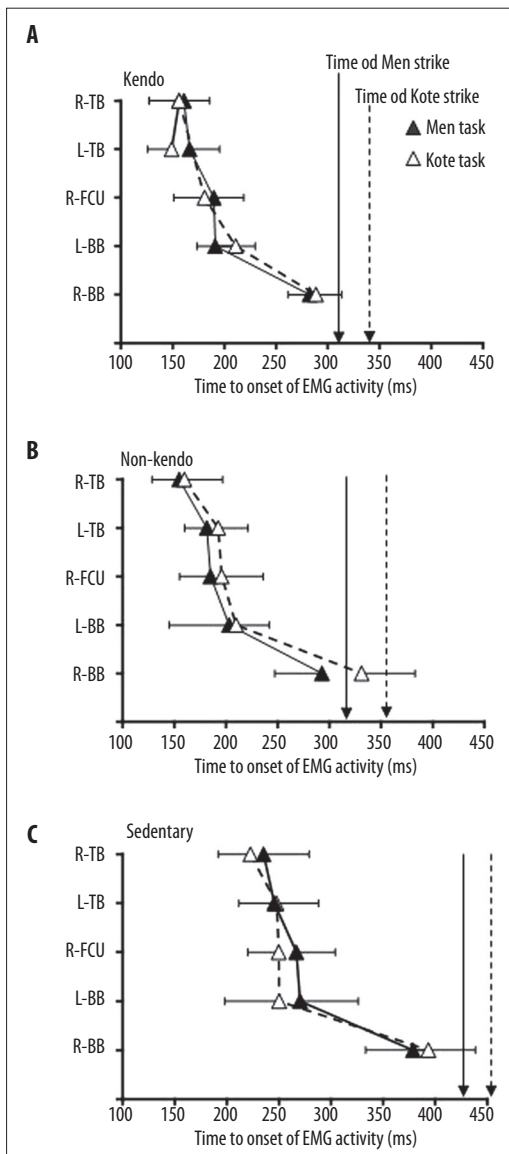 A
Kendo
Time od Men strike
Time od Kote strike
Men task
Kote task
R-TB
L-TB
R-FCU
L-BB
R-BB
100 150 200 250 300 350 400 450
Time to onset of EMG activity (ms)
B
Non-kendo
R-TB
L-TB
R-FCU
L-BB
R-BB
100 150 200 250 300 350 400 450
Time to onset of EMG activity (ms)
C
Sedentary
R-TB
L-TB
R-FCU
L-BB
R-BB
100 150 200 250 300 350 400 450
Time to onset of EMG activity (ms)